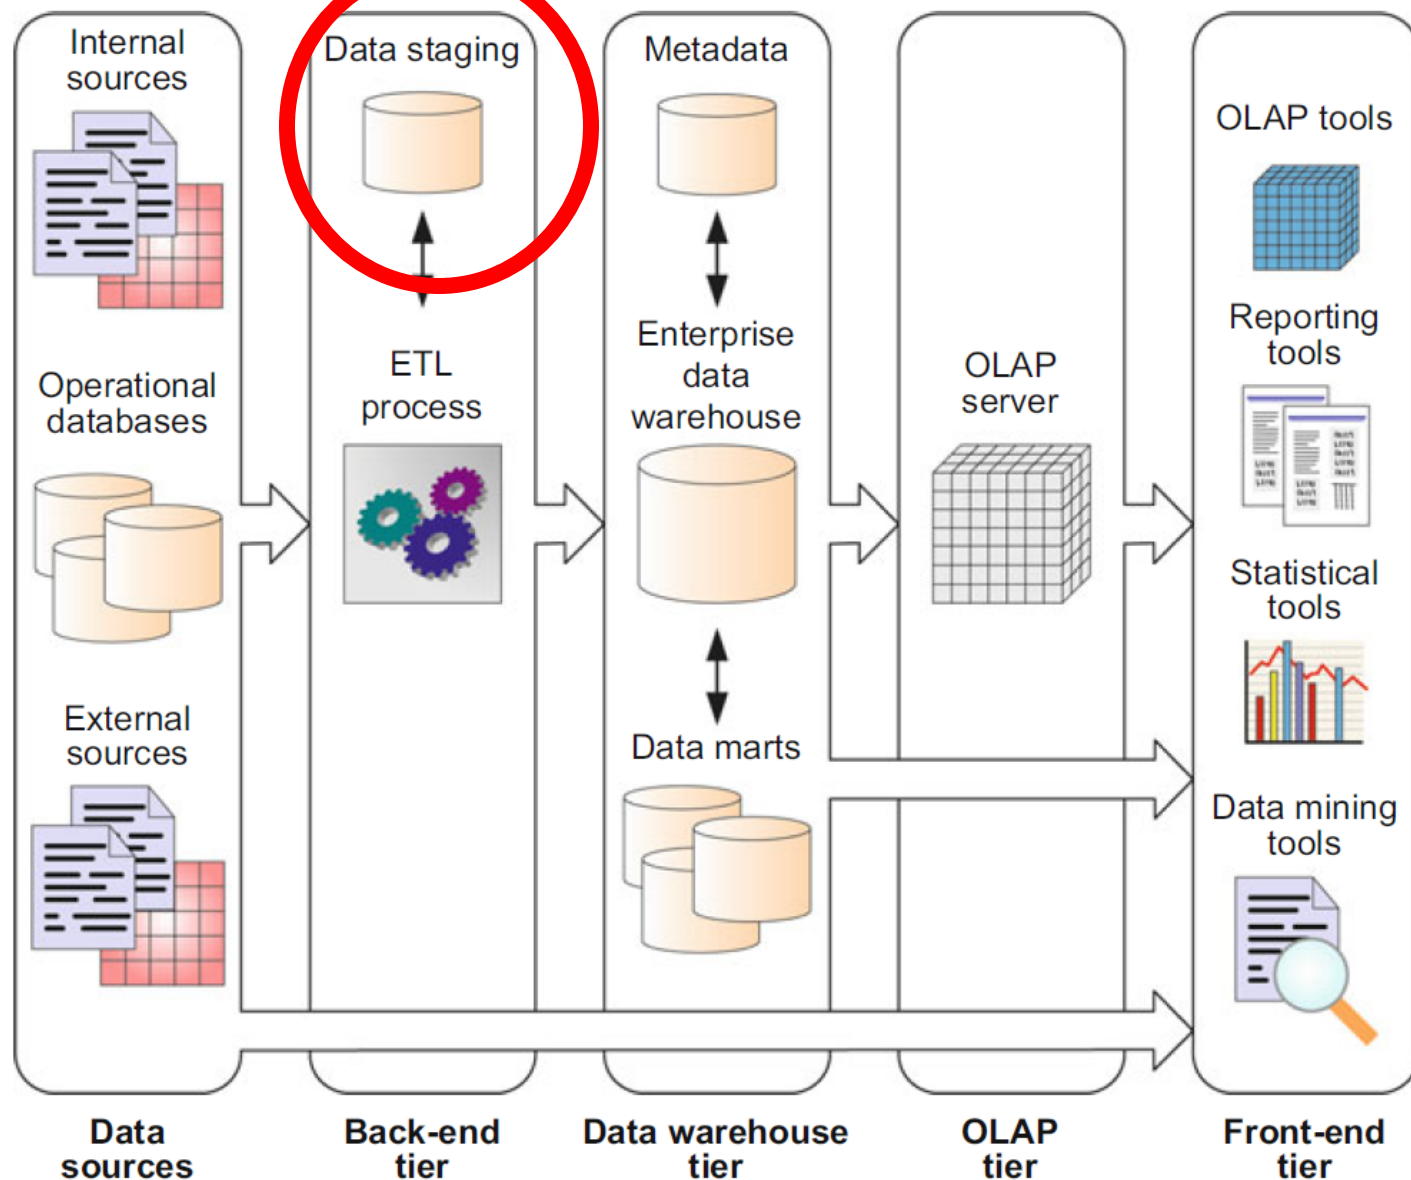 Internal
sources
Operational
databases
External
sources
Data
sources
Data staging
ETL
process
Back-end
tier
Metadata
Enterprise
data
warehouse
Data marts
Data warehouse
tier
OLAP
server
OLAP
tier
OLAP tools
Reporting
tools
Statistical
tools
Data mining
tools
Front-end
tier